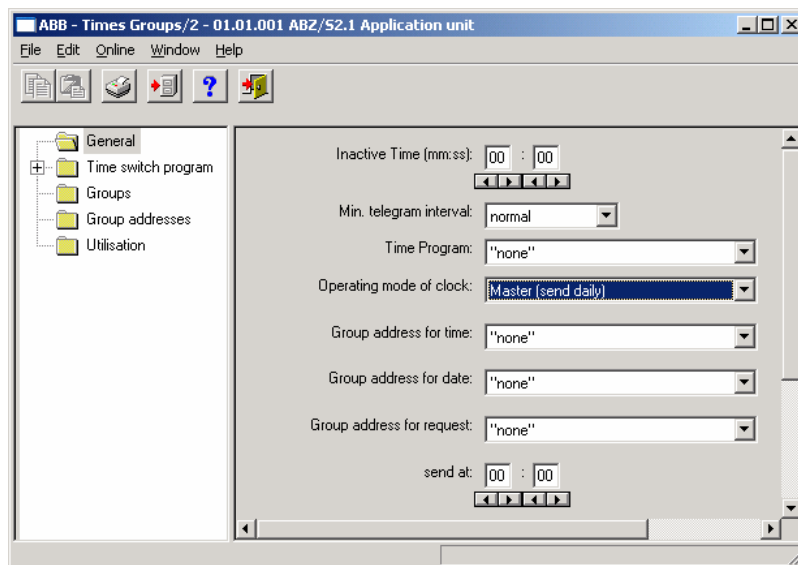 ABB - Times Groups/2 - 01.01.001 ABZ/S2.1 Application unit
File Edit Online Window Help
General
Time switch program
Groups
Group addresses
Utilisation
Inactive Time (mm:ss): 00 : 00
Min. telegram interval: normal
Time Program: "none"
Operating mode of clock: Master (send daily)
Group address for time: "none"
Group address for date: "none"
Group address for request: "none"
send at: 00 : 00